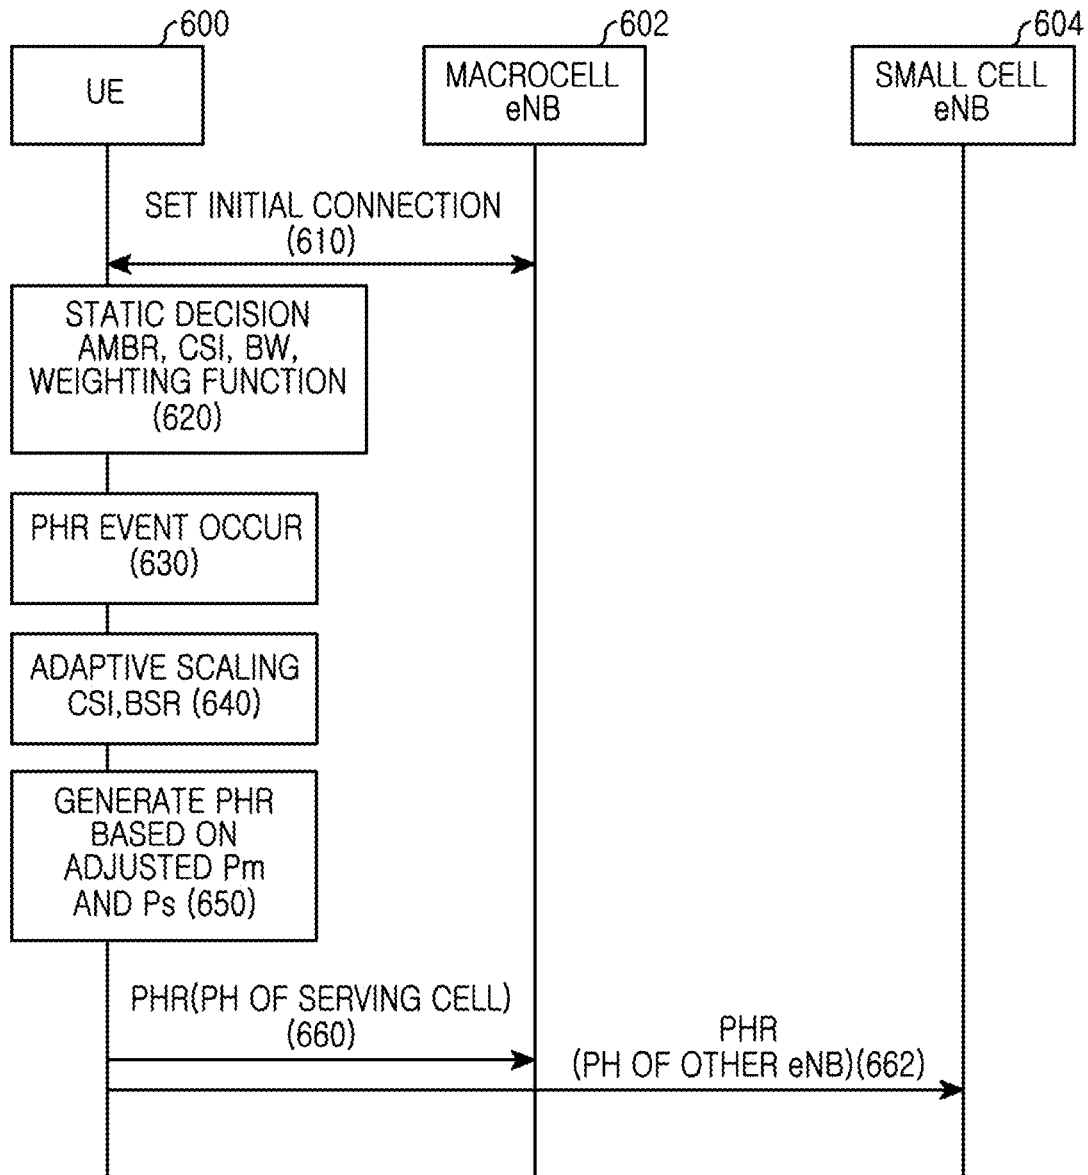 600
602
604
UE
MACROCELL
eNB
SMALL CELL
eNB
SET INITIAL CONNECTION
(610)
STATIC DECISION
AMBR, CSI, BW,
WEIGHTING FUNCTION
(620)
PHR EVENT OCCUR
(630)
ADAPTIVE SCALING
CSI,BSR (640)
GENERATE PHR
BASED ON
ADJUSTED Pm
AND Ps (650)
PHR(PH OF SERVING CELL)
(660)
PHR
(PH OF OTHER eNB)(662)